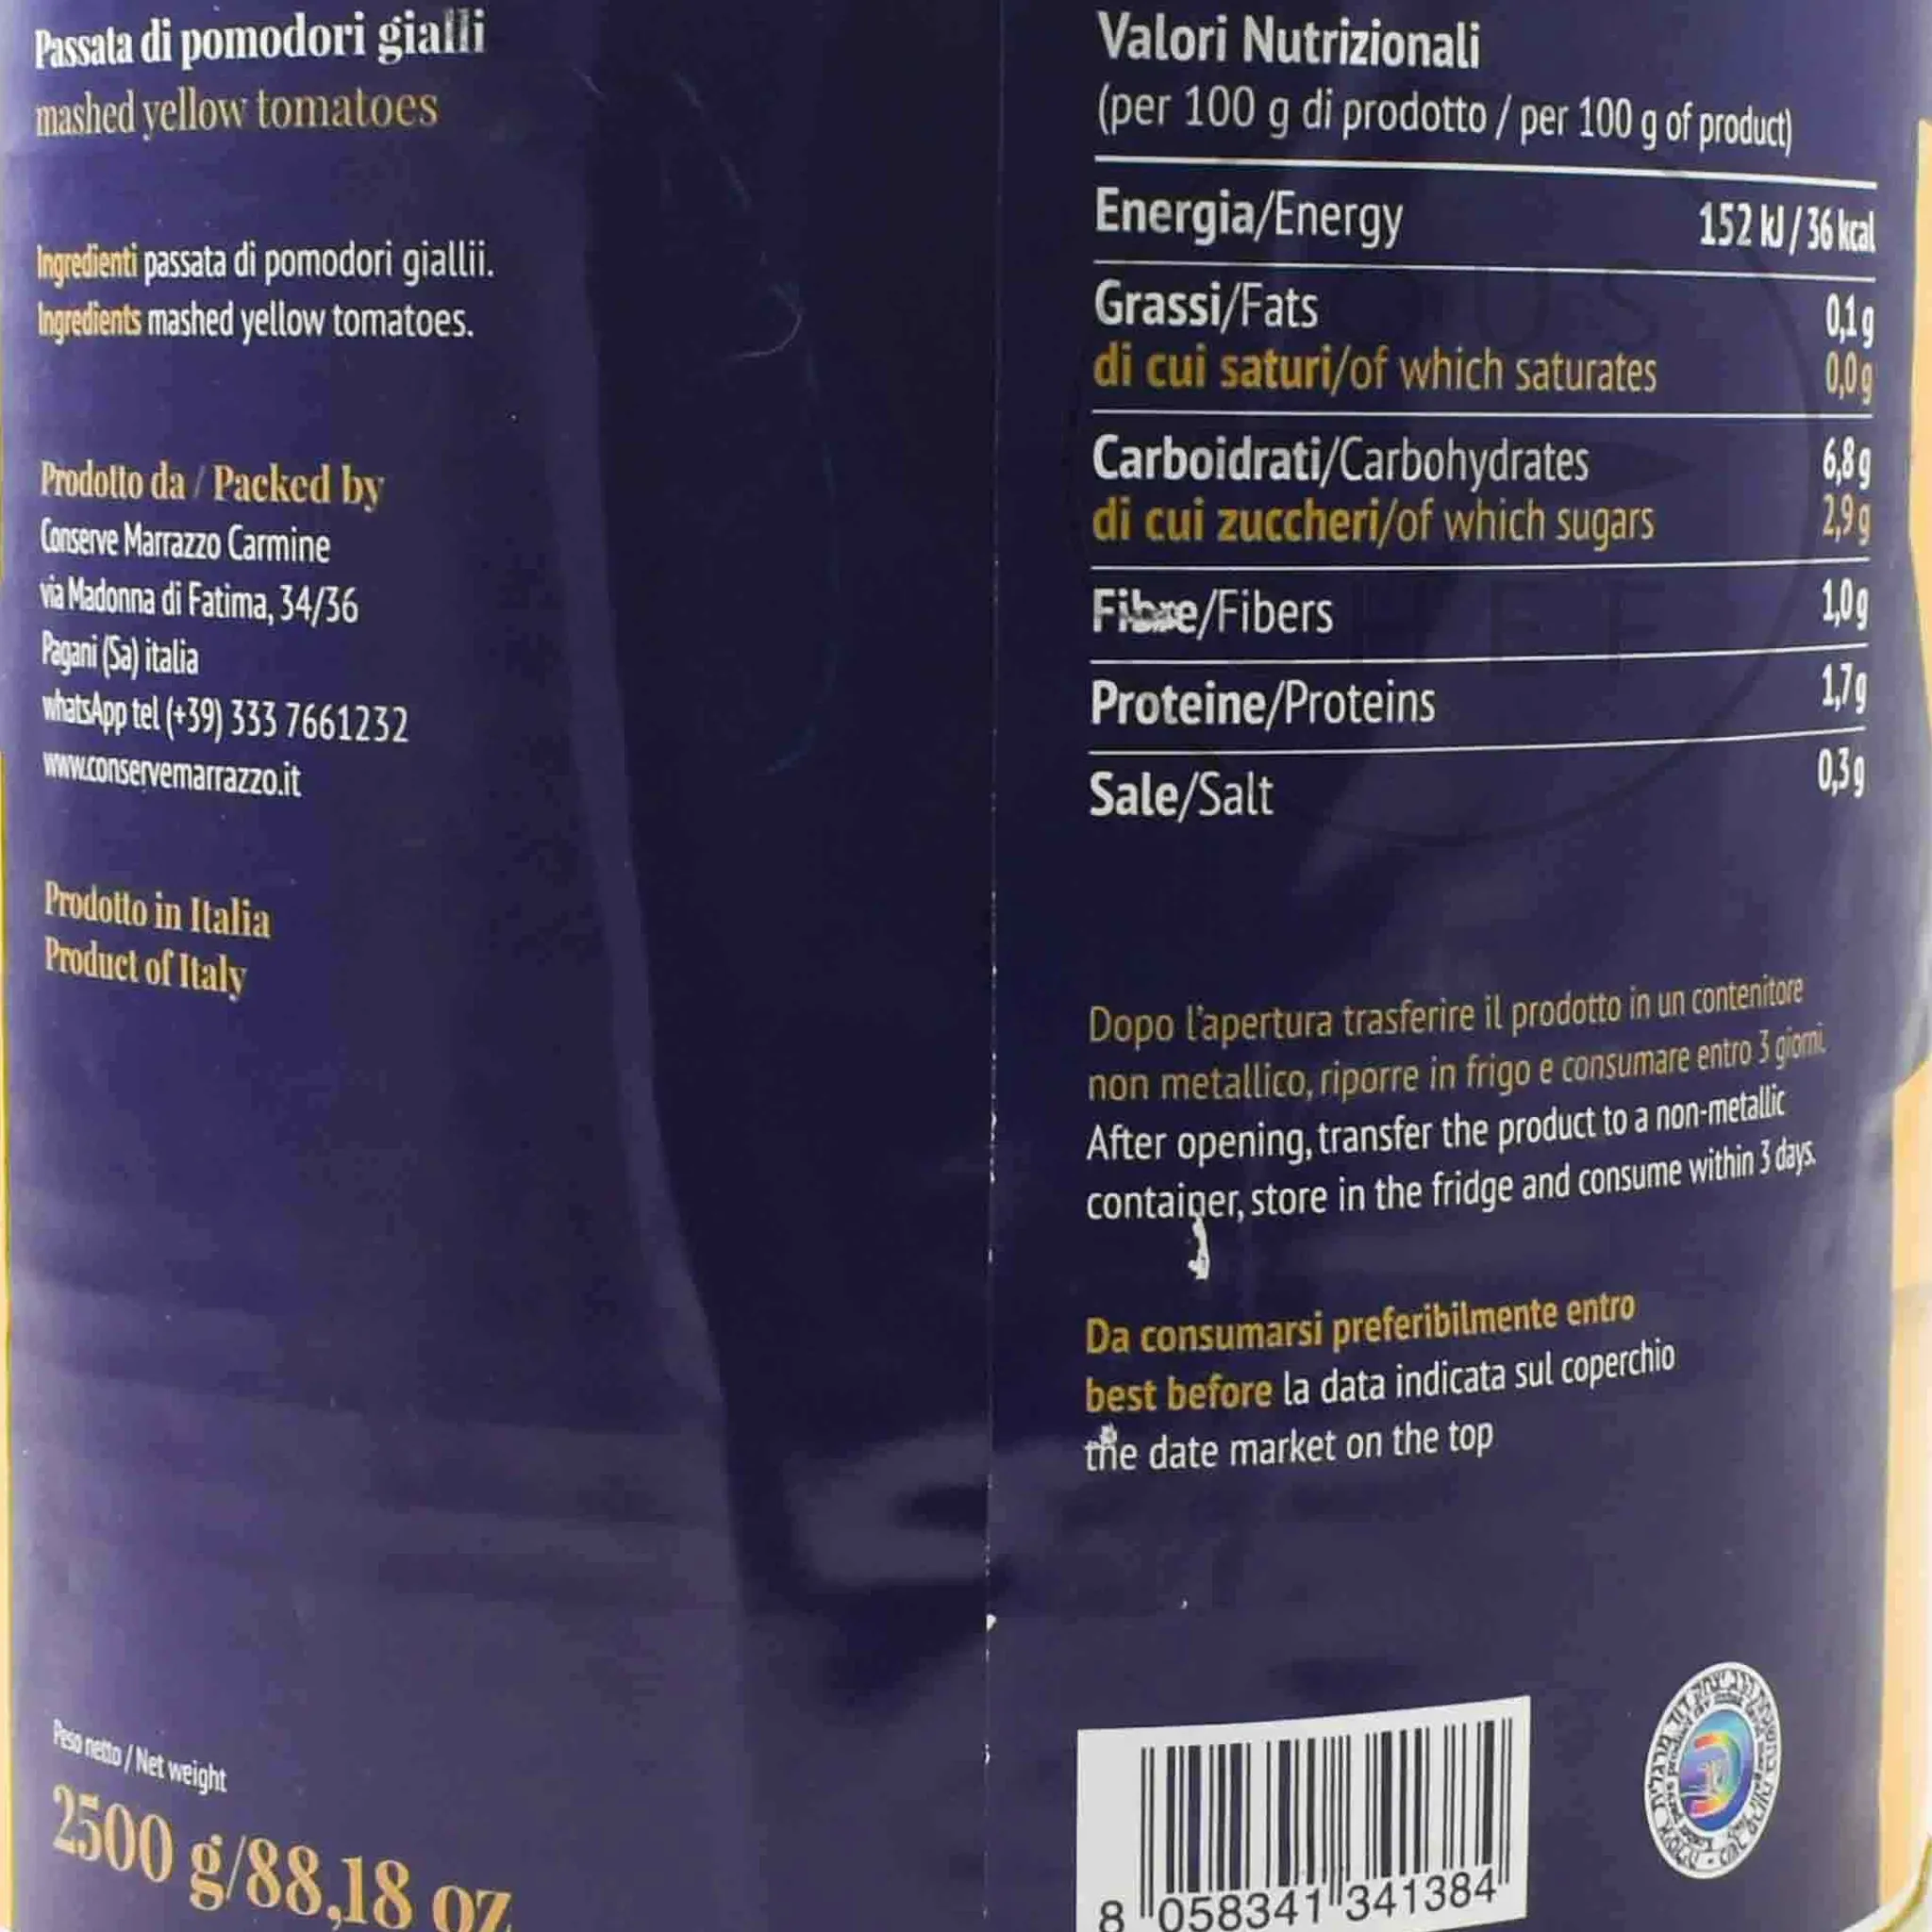 Passata di pomodori gialli
mashed yellow tomatoes
Ingredienti passata di pomodori giallii.
Ingredients mashed yellow tomatoes.
Prodotto da / Packed by
Conserve Marrazzo Carmine
via Madonna di Fatima, 34/36
Pagani (Sa) italia
whatsApp tel (+39) 333 7661232
www.conservemarrazzo.it
Prodotto in Italia
Product of Italy
Peso netto / Net weight
2500 g/88,18 oz
Valori Nutrizionali
(per 100 g di prodotto / per 100 g of product)
Energia/Energy 152 kJ / 36 kcal
Grassi/Fats 0,1 g
di cui saturi/of which saturates 0,0 g
Carboidrati/Carbohydrates 6,8 g
di cui zuccheri/of which sugars 2,9 g
Fibre/Fibers 1,0 g
Proteine/Proteins 1,7 g
Sale/Salt 0,3 g
Dopo l'apertura trasferire il prodotto in un contenitore
non metallico, riporre in frigo e consumare entro 3 giorni.
After opening, transfer the product to a non-metallic
container, store in the fridge and consume within 3 days.
Da consumarsi preferibilmente entro
best before la data indicata sul coperchio
the date market on the top
8 058341 341384